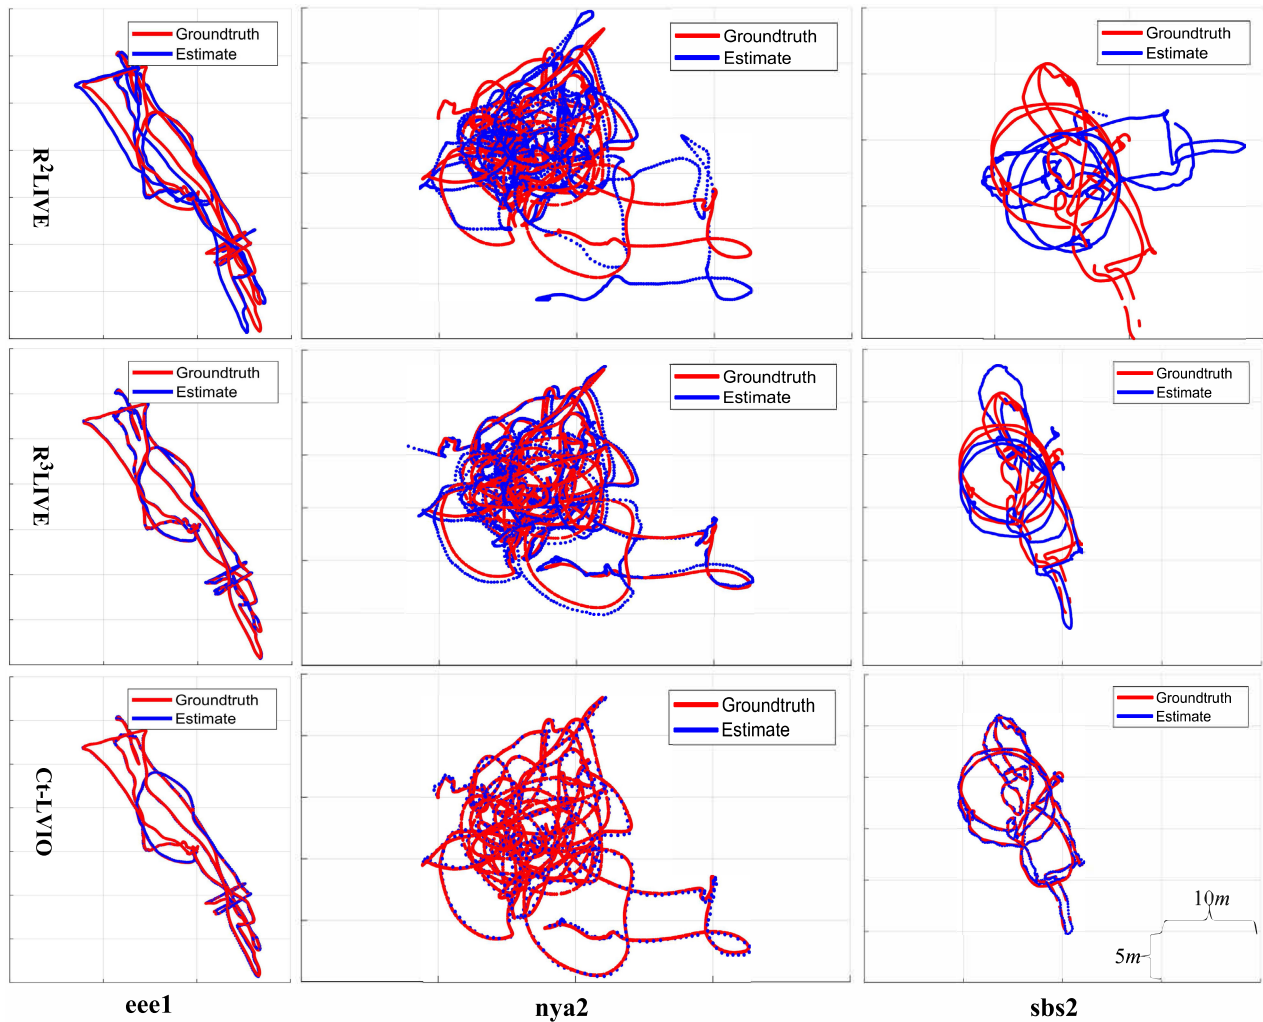 Groundtruth
Estimate
Groundtruth
Estimate
Groundtruth
Estimate
R²LIVE
Groundtruth
Estimate
Groundtruth
Estimate
Groundtruth
Estimate
R³LIVE
Groundtruth
Estimate
Groundtruth
Estimate
Groundtruth
Estimate
Ct-LVIO
10m
5m
eee1
nya2
sbs2